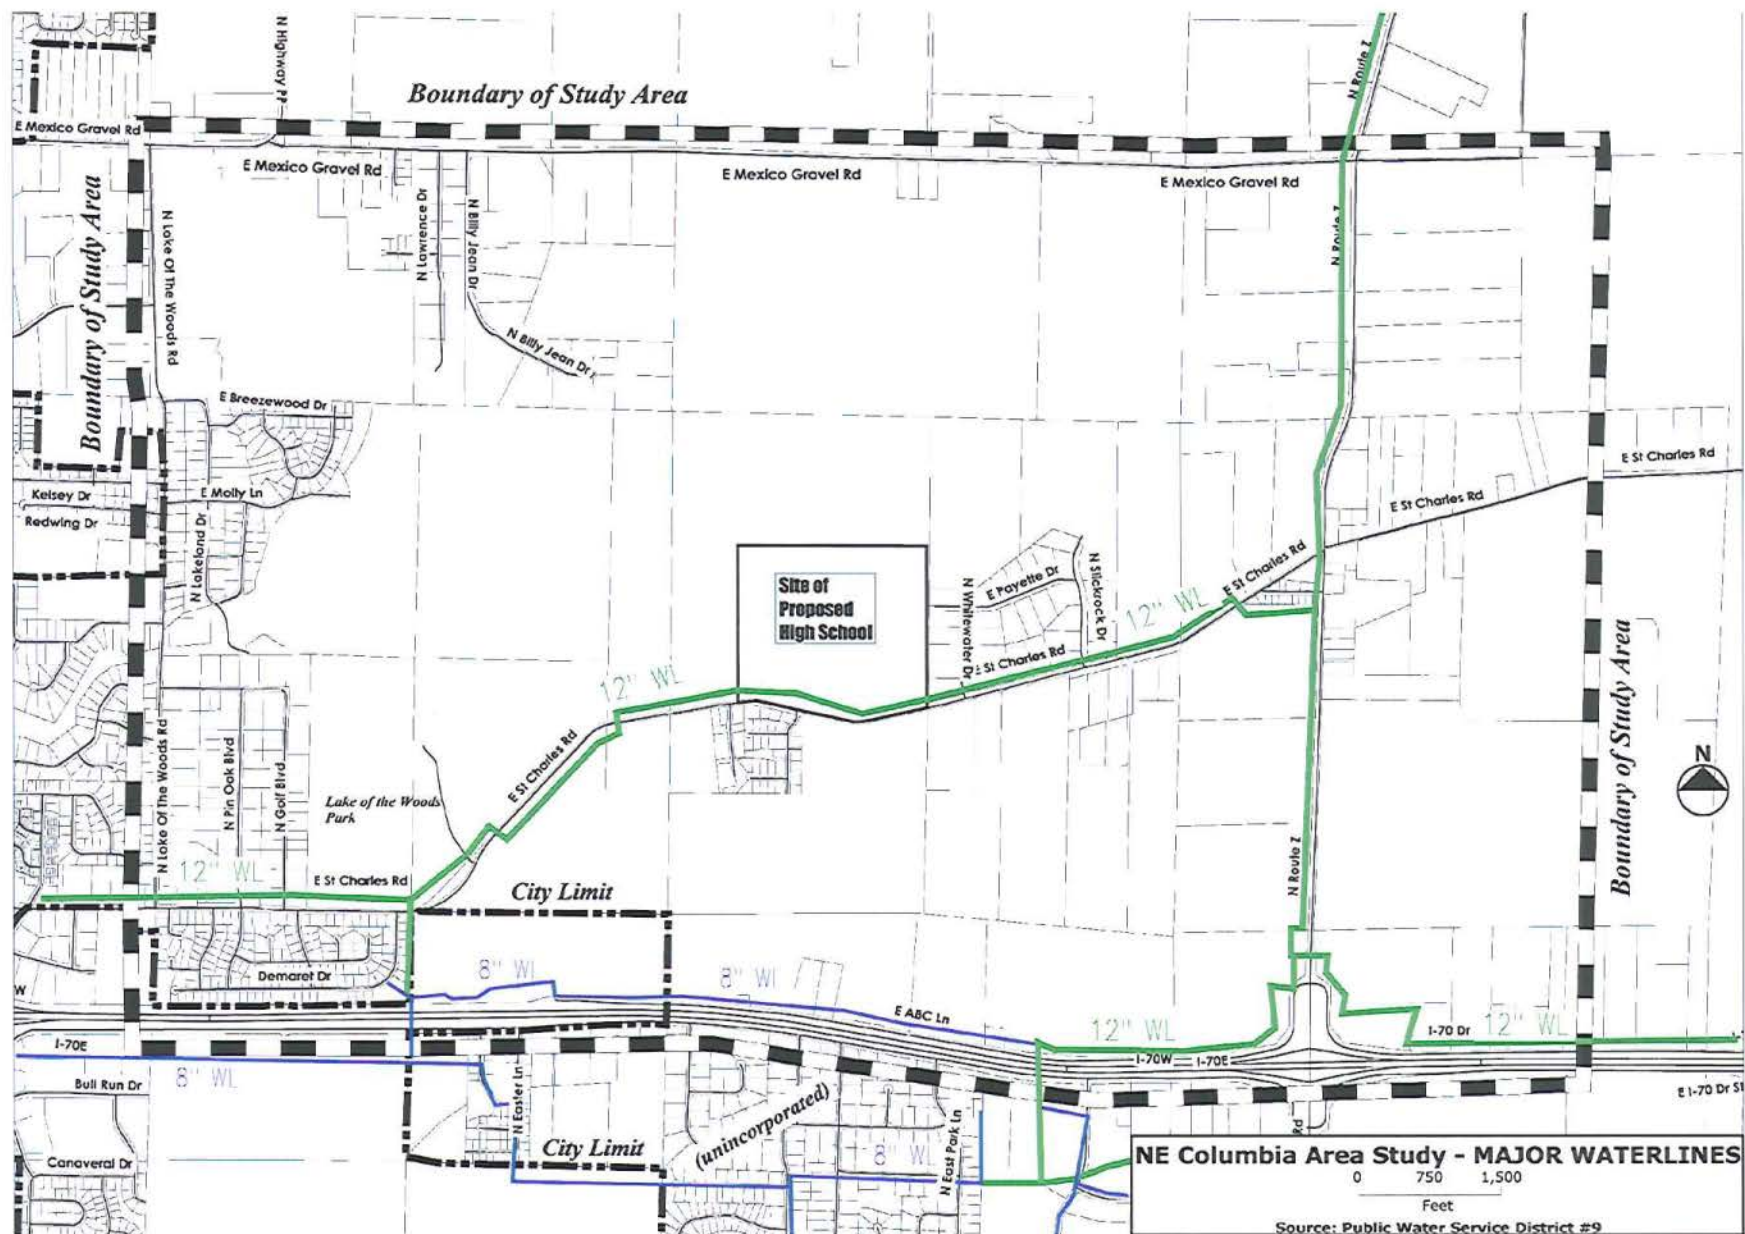 N Highway PP
N Route Z
Boundary of Study Area
E Mexico Gravel Rd
E Mexico Gravel Rd
E Mexico Gravel Rd
E Mexico Gravel Rd
Boundary of Study Area
N Lake Of The Woods Rd
N Lawrence Dr
N Billy Jean Dr
N Route Z
N Billy Jean Dr
E Breezewood Dr
E St Charles Rd
Kelsey Dr
E Molly Ln
E St Charles Rd
Redwing Dr
N Lakeland Dr
Site of
Proposed
High School
E Payette Dr
N Slickrock Dr
N Whitewater Dr
E St Charles Rd
12" WL
E St Charles Rd
Boundary of Study Area
12" WL
N Lake Of The Woods Rd
N Pin Oak Blvd
N Golf Blvd
E St Charles Rd
N
Lake of the Woods
Park
N Route Z
12" WL
E St Charles Rd
City Limit
Demaret Dr
8" WL
8" WL
W
E ABC Ln
12" WL
I-70 Dr
12" WL
I-70E
I-70W
I-70E
Bull Run Dr
8" WL
N Easter Ln
(unincorporated)
E I-70 Dr S
Rd
City Limit
8" WL
N East Park Ln
Canaveral Dr
NE Columbia Area Study - MAJOR WATERLINES
0 750 1,500
Feet
Source: Public Water Service District #9